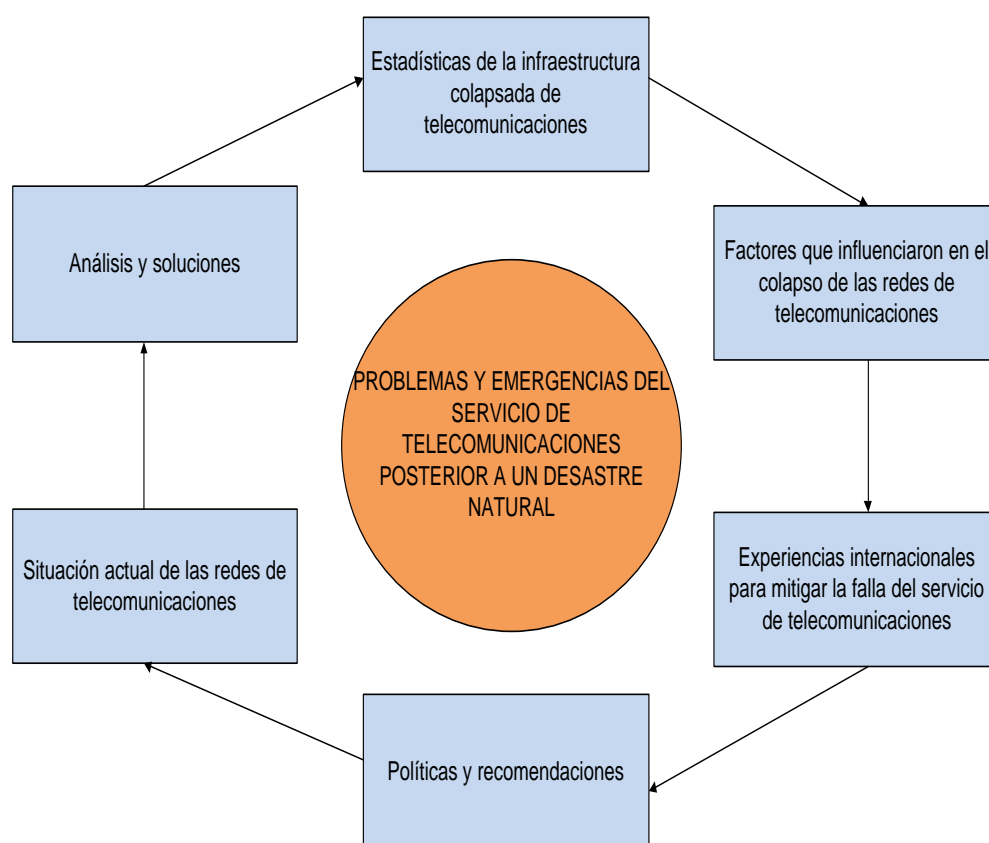 Estadísticas de la infraestructura
colapsada de
telecomunicaciones
Factores que influenciaron en el
colapso de las redes de
telecomunicaciones
Experiencias internacionales
para mitigar la falla del servicio
de telecomunicaciones
Políticas y recomendaciones
Situación actual de las redes de
telecomunicaciones
Análisis y soluciones
PROBLEMAS Y EMERGENCIAS DEL
SERVICIO DE
TELECOMUNICACIONES
POSTERIOR A UN DESASTRE
NATURAL